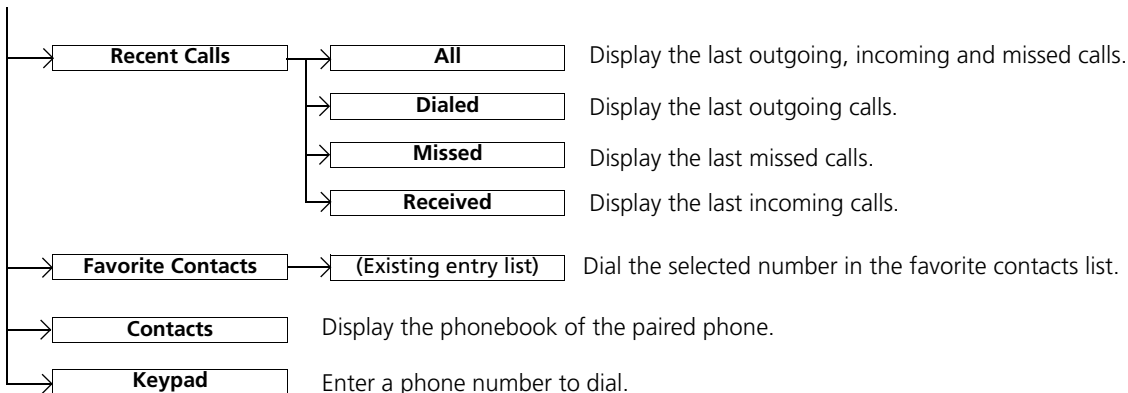 Recent Calls All Display the last outgoing, incoming and missed calls.
Dialed Display the last outgoing calls.
Missed Display the last missed calls.
Received Display the last incoming calls.
Favorite Contacts (Existing entry list) Dial the selected number in the favorite contacts list.
Contacts Display the phonebook of the paired phone.
Keypad Enter a phone number to dial.